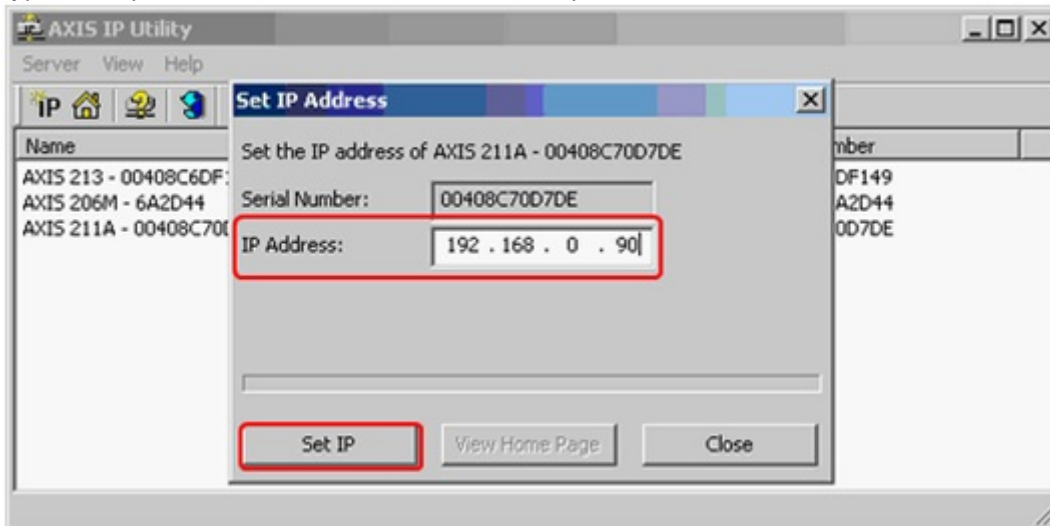 AXIS IP Utility
Server View Help
IP
Set IP Address
Name
mber
Set the IP address of AXIS 211A - 00408C70D7DE
AXIS 213 - 00408C6DF
DF149
AXIS 206M - 6A2D44
Serial Number: 00408C70D7DE
A2D44
AXIS 211A - 00408C70
0D7DE
IP Address: 192 . 168 . 0 . 90
Set IP
View Home Page
Close